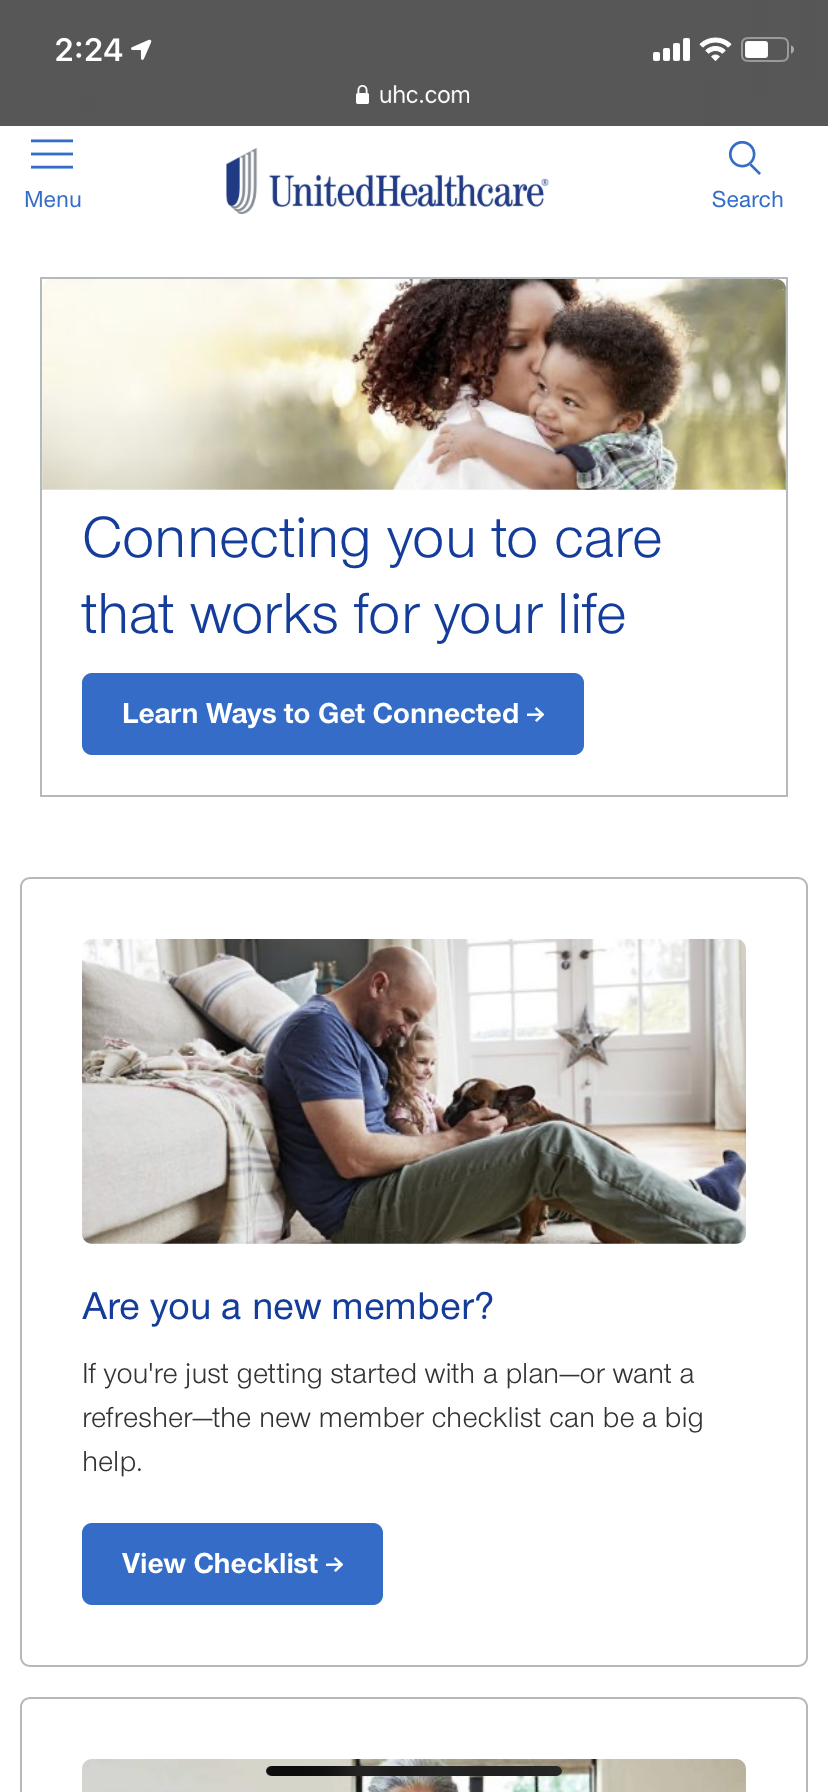 2:24
uhc.com
Menu
UnitedHealthcare®
Search
Connecting you to care
that works for your life
Learn Ways to Get Connected →
Are you a new member?
If you're just getting started with a plan—or want a
refresher—the new member checklist can be a big
help.
View Checklist →